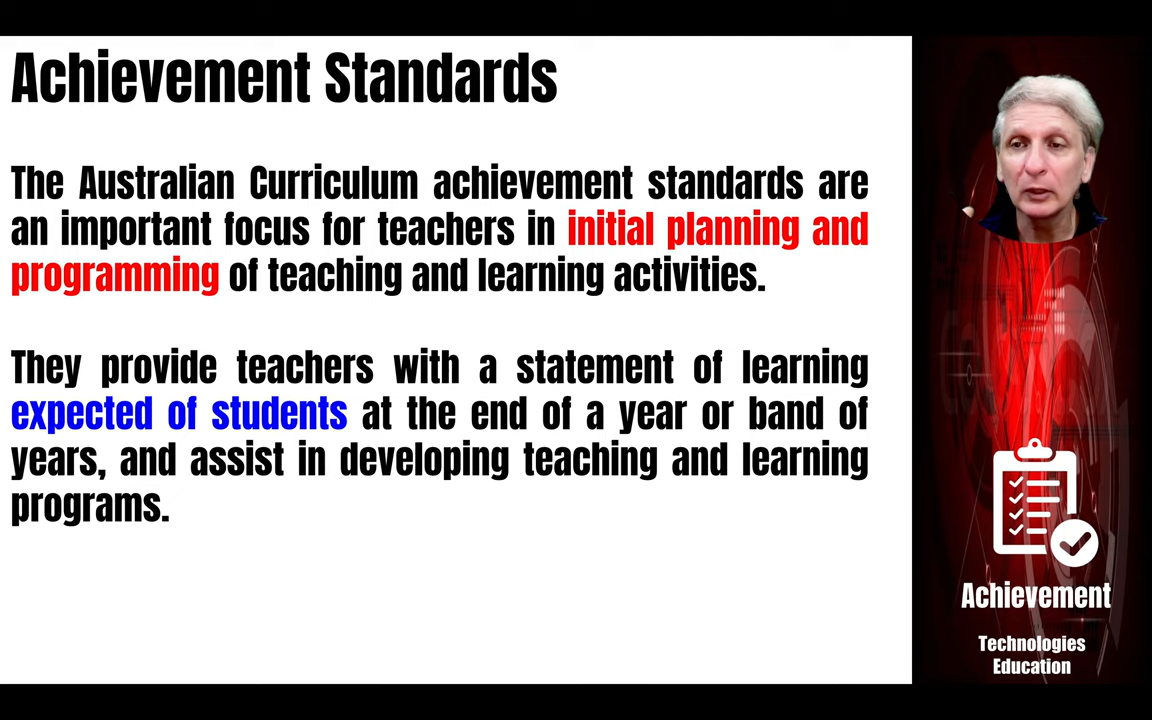 Achievement Standards
The Australian Curriculum achievement standards are
an important focus for teachers in initial planning and
programming of teaching and learning activities.
They provide teachers with a statement of learning
expected of students at the end of a year or band of
years, and assist in developing teaching and learning
programs.
Achievement
Technologies
Education